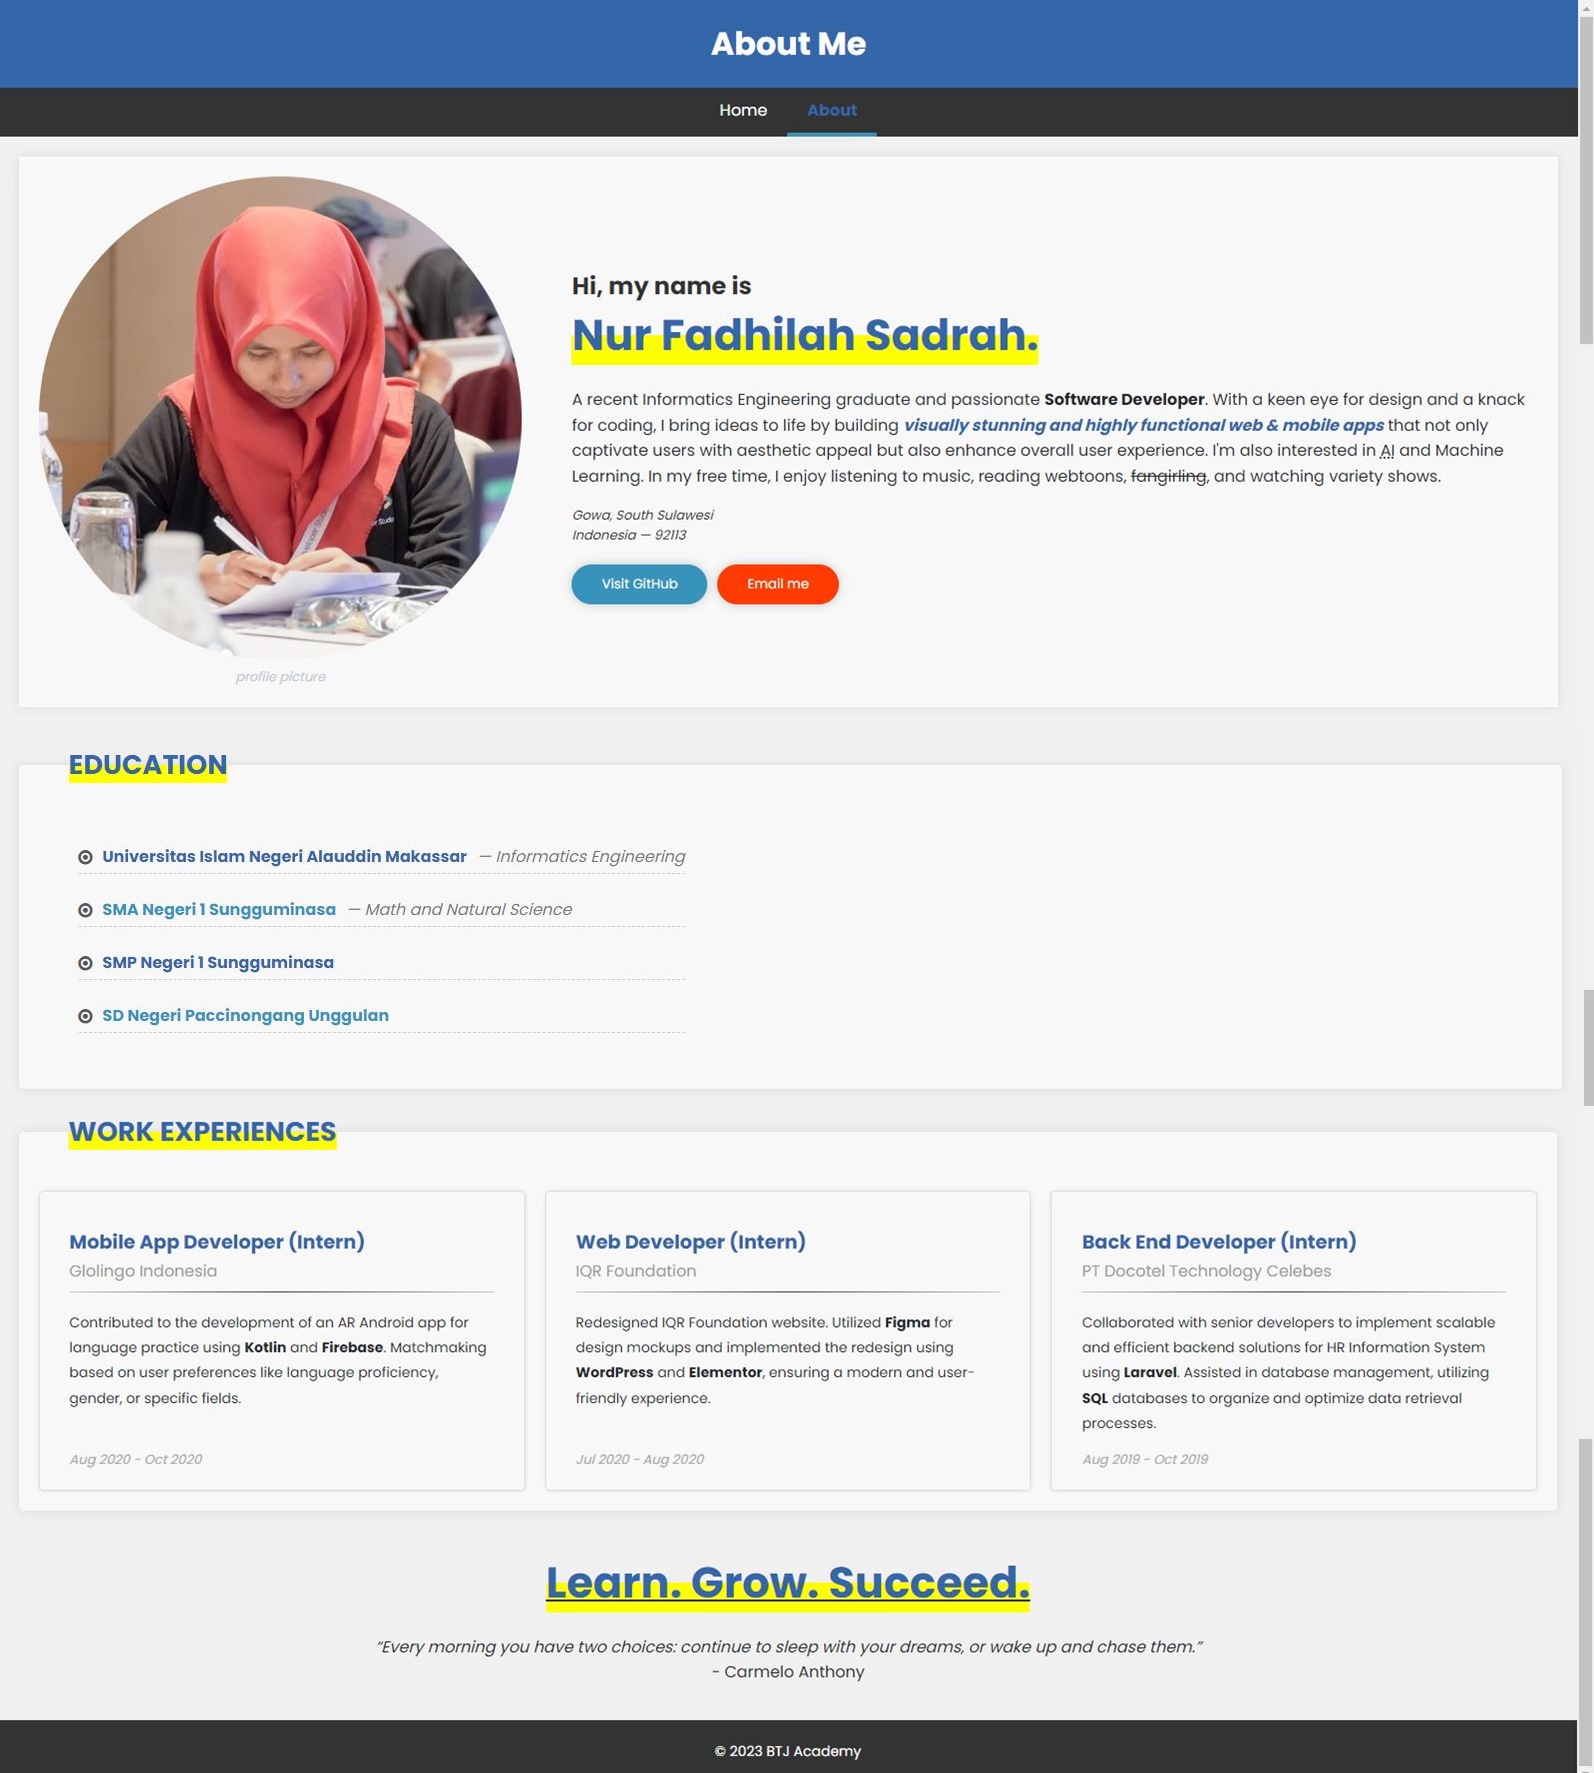 About Me
Home
About
Hi, my name is
Nur Fadhilah Sadrah.
A recent Informatics Engineering graduate and passionate Software Developer. With a keen eye for design and a knack
for coding, I bring ideas to life by building visually stunning and highly functional web & mobile apps that not only
captivate users with aesthetic appeal but also enhance overall user experience. I'm also interested in AI and Machine
Learning. In my free time, I enjoy listening to music, reading webtoons, fangirling, and watching variety shows.
Gowa, South Sulawesi
Indonesia — 92113
Visit GitHub
Email me
profile picture
EDUCATION
Universitas Islam Negeri Alauddin Makassar — Informatics Engineering
SMA Negeri 1 Sungguminasa — Math and Natural Science
SMP Negeri 1 Sungguminasa
SD Negeri Paccinongang Unggulan
WORK EXPERIENCES
Mobile App Developer (Intern)
Glolingo Indonesia
Contributed to the development of an AR Android app for
language practice using Kotlin and Firebase. Matchmaking
based on user preferences like language proficiency,
gender, or specific fields.
Aug 2020 - Oct 2020
Web Developer (Intern)
IQR Foundation
Redesigned IQR Foundation website. Utilized Figma for
design mockups and implemented the redesign using
WordPress and Elementor, ensuring a modern and user-
friendly experience.
Jul 2020 - Aug 2020
Back End Developer (Intern)
PT Docotel Technology Celebes
Collaborated with senior developers to implement scalable
and efficient backend solutions for HR Information System
using Laravel. Assisted in database management, utilizing
SQL databases to organize and optimize data retrieval
processes.
Aug 2019 - Oct 2019
Learn. Grow. Succeed.
“Every morning you have two choices: continue to sleep with your dreams, or wake up and chase them.”
- Carmelo Anthony
© 2023 BTJ Academy